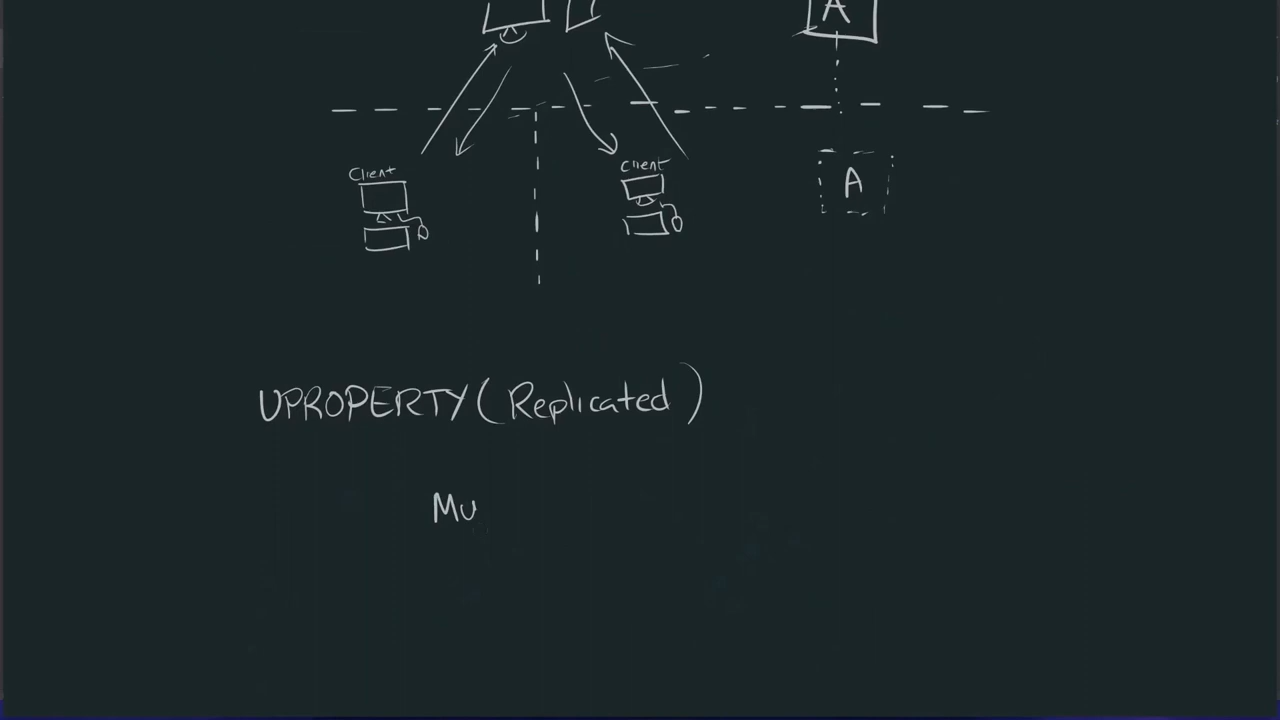 A
Client
Client
A
UPROPERTY(Replicated)
Mu